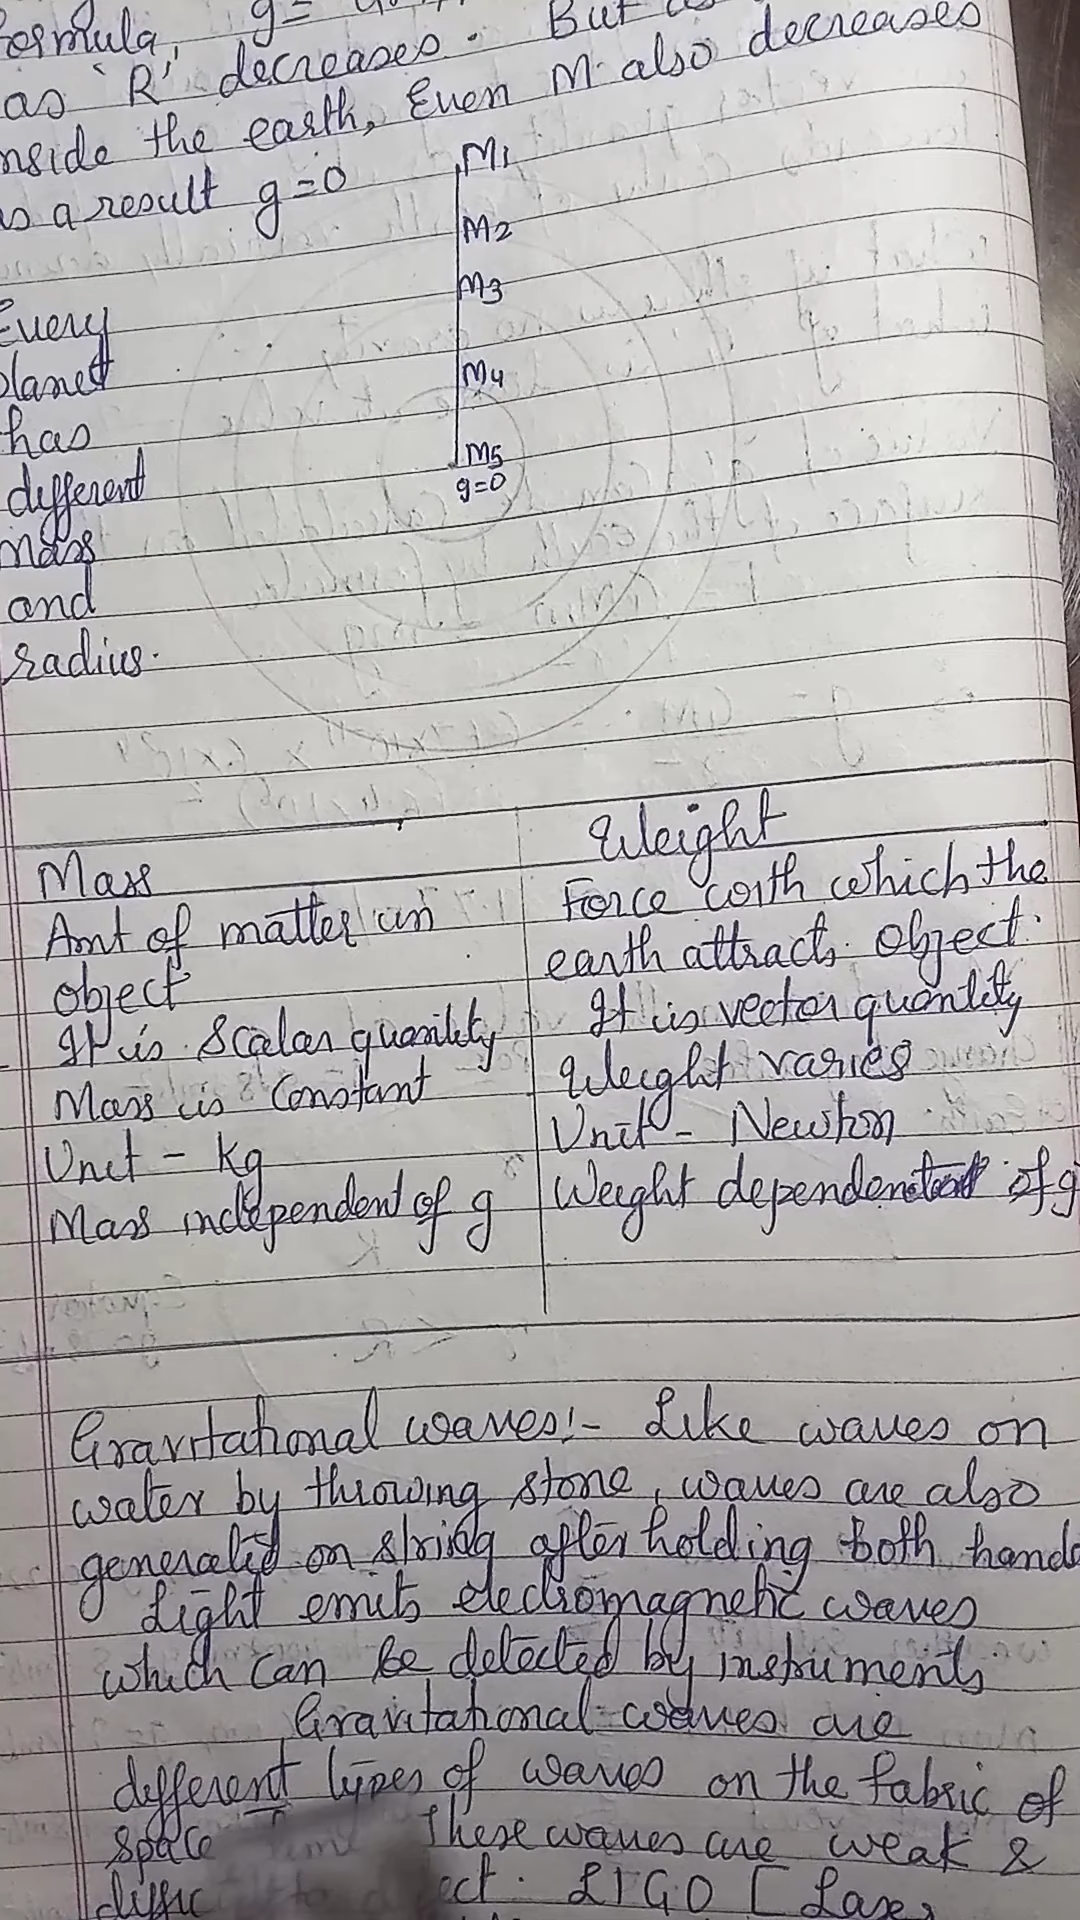 formula, g=
as 'R' decreases. But as
inside the earth, Even M also decreases
as a result g=0
M1
M2
M3
M4
M5
g=0
Every
planet
has
different
mass
and
radius.
Mass
Weight
Amt of matter in
object
Force with which the
earth attracts object.
It is Scalar quantity
It is vector quantity
Mass is Constant
Weight varies
Unit - kg
Unit - Newton
Mass independent of g
Weight dependent of g
Gravitational waves:- Like waves on
water by throwing stone, waves are also
generated on string after holding both hands
Light emits electromagnetic waves
which can be detected by instruments
Gravitational waves are
different types of waves on the fabric of
space These waves are weak &
LIGO [Laser